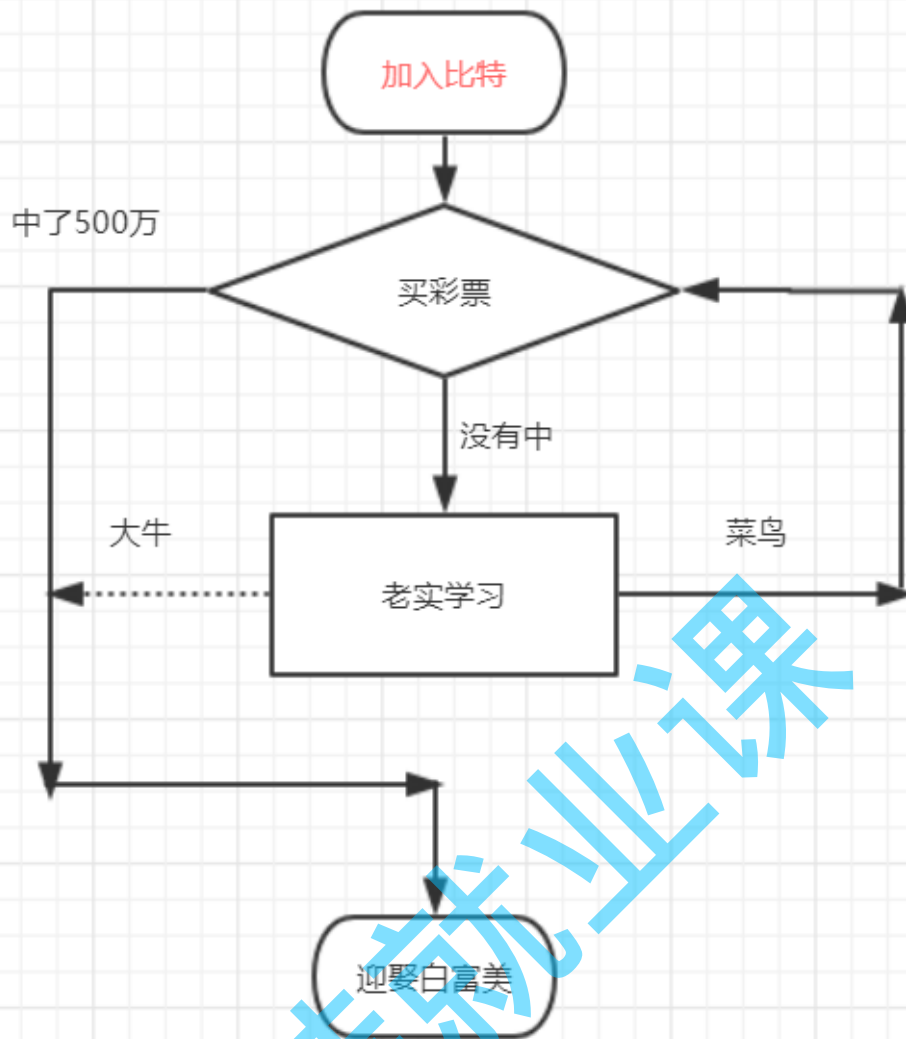 加入比特
中了500万
买彩票
没有中
大牛
菜鸟
老实学习
迎娶白富美
就业课